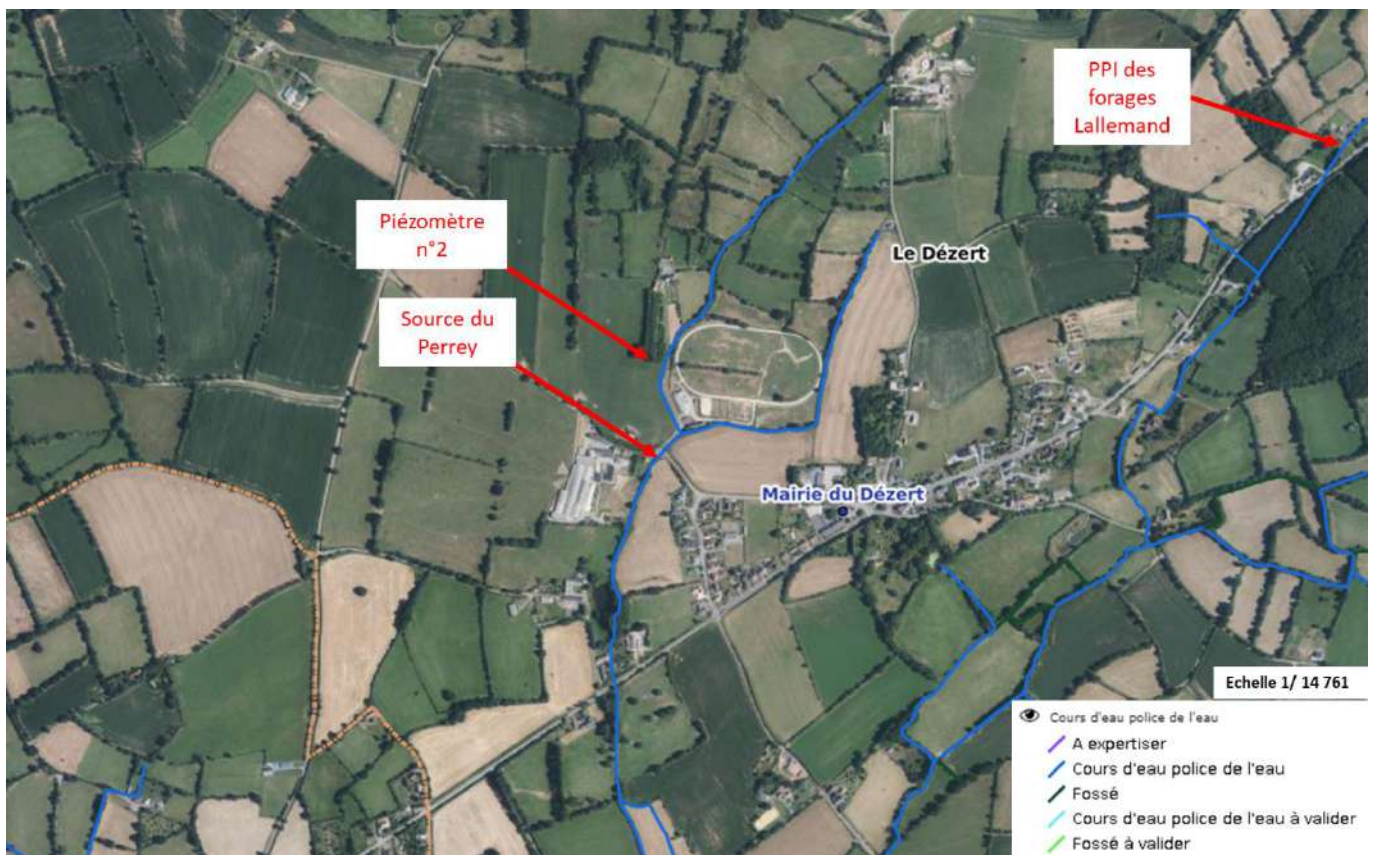 PPI des
forages
Lallemand
Piézomètre
n°2
Le Dézert
Source du
Perrey
Mairie du Dézert
Echelle 1/ 14 761
Cours d'eau police de l'eau
A expertiser
Cours d'eau police de l'eau
Fossé
Cours d'eau police de l'eau à valider
Fossé à valider